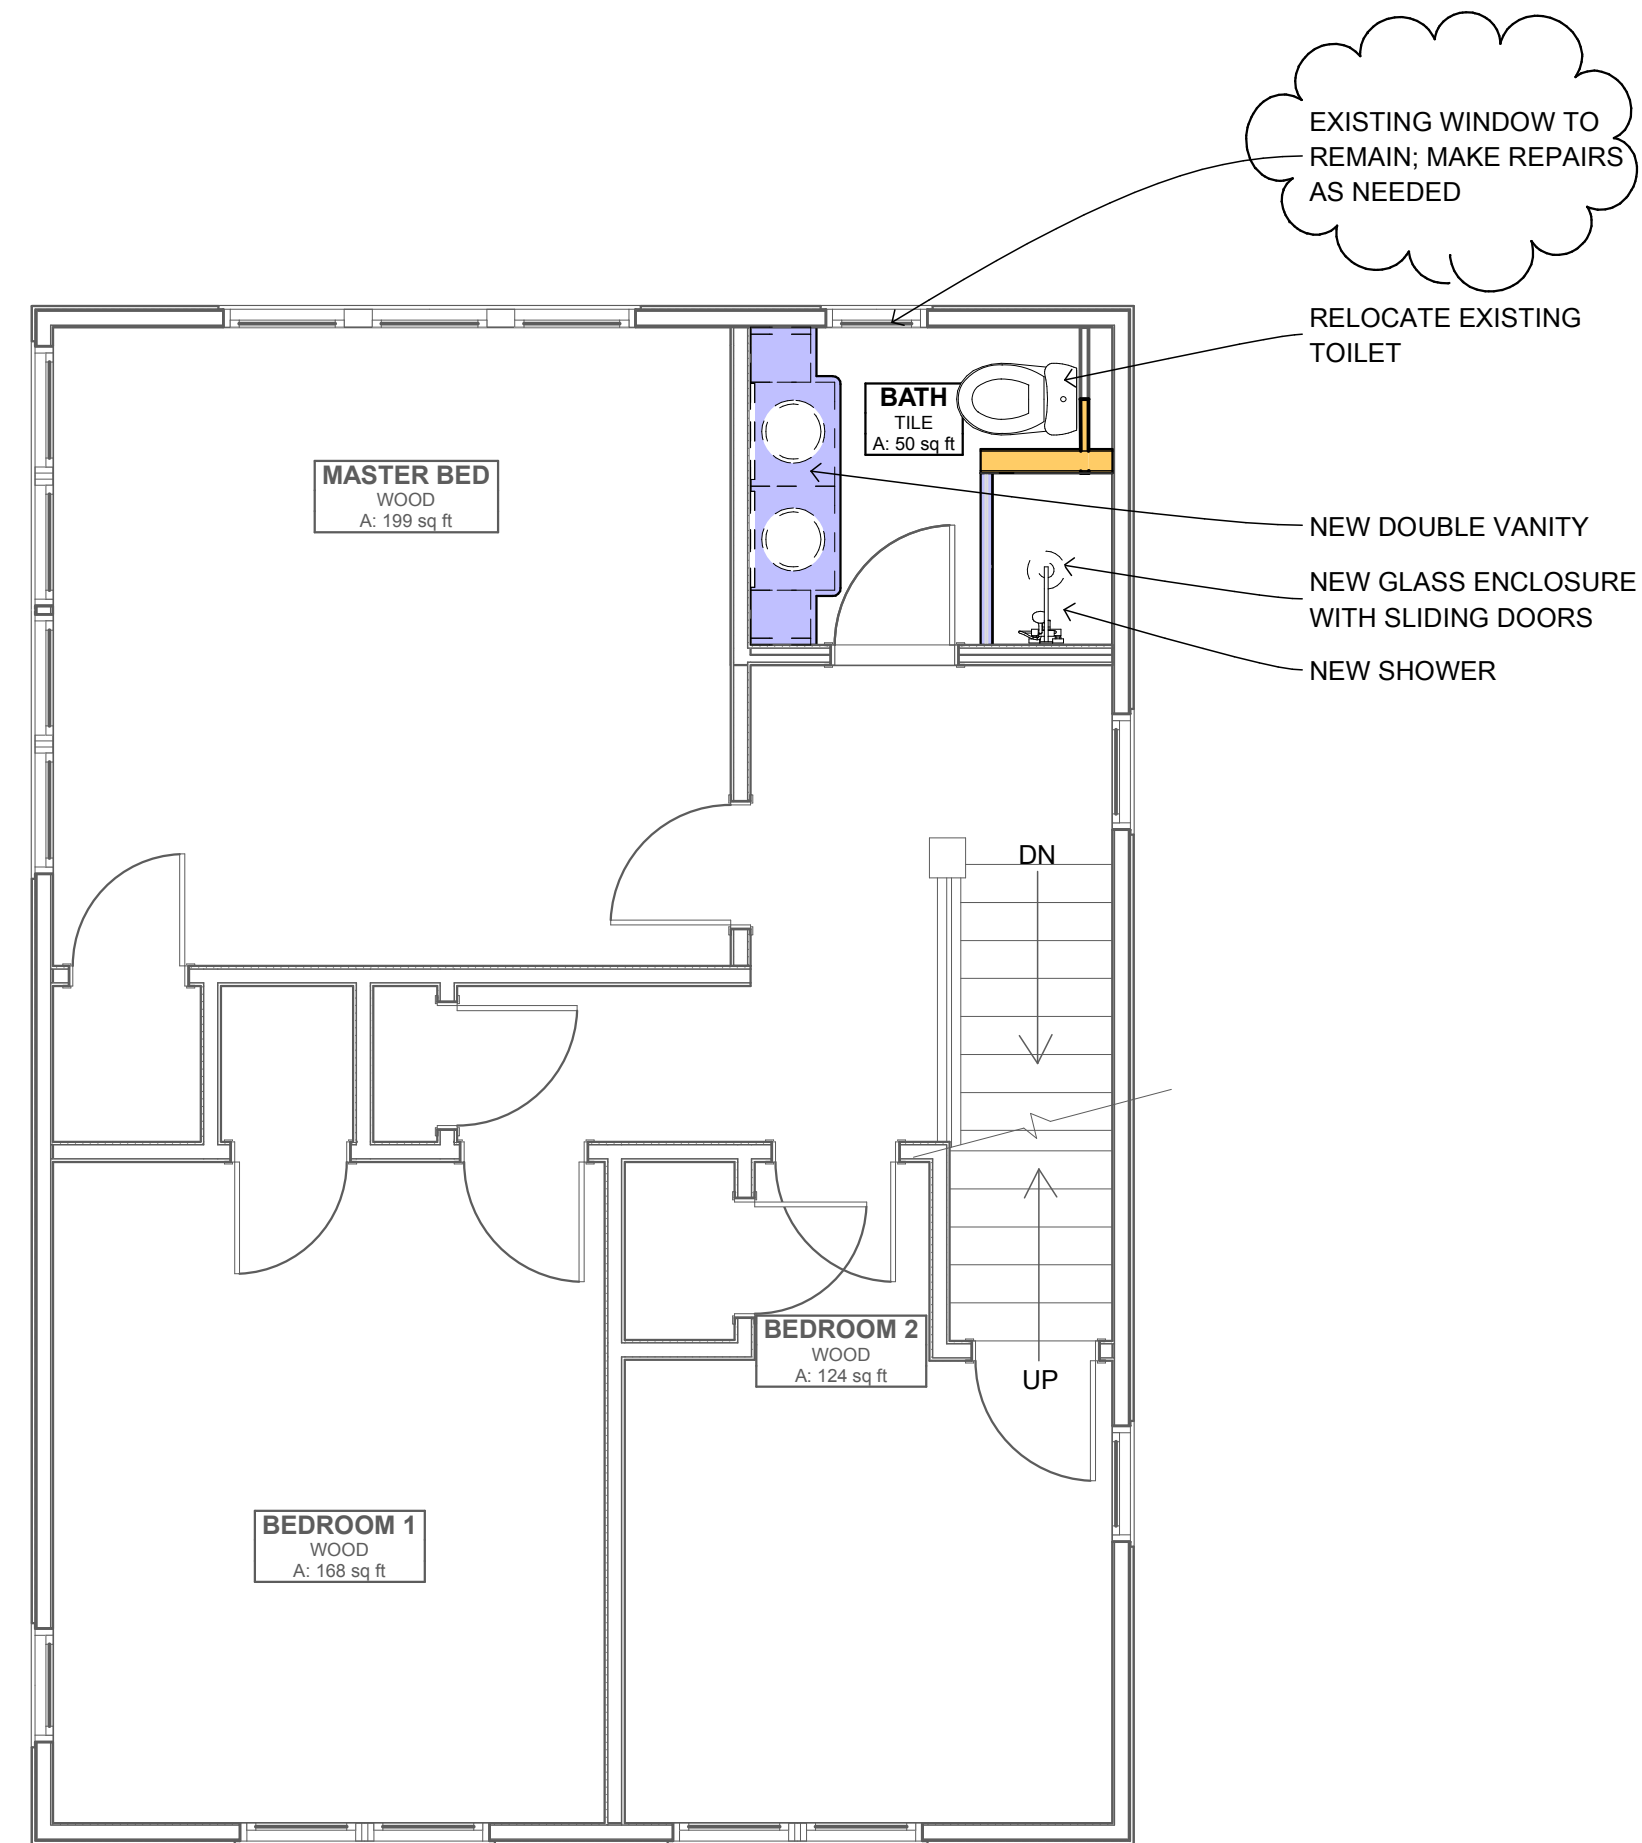 EXISTING WINDOW TO
REMAIN; MAKE REPAIRS
AS NEEDED
RELOCATE EXISTING
TOILET
BATH
TILE
A: 50 sq ft
MASTER BED
WOOD
A: 199 sq ft
NEW DOUBLE VANITY
NEW GLASS ENCLOSURE
WITH SLIDING DOORS
NEW SHOWER
DN
BEDROOM 2
WOOD
A: 124 sq ft
UP
BEDROOM 1
WOOD
A: 168 sq ft